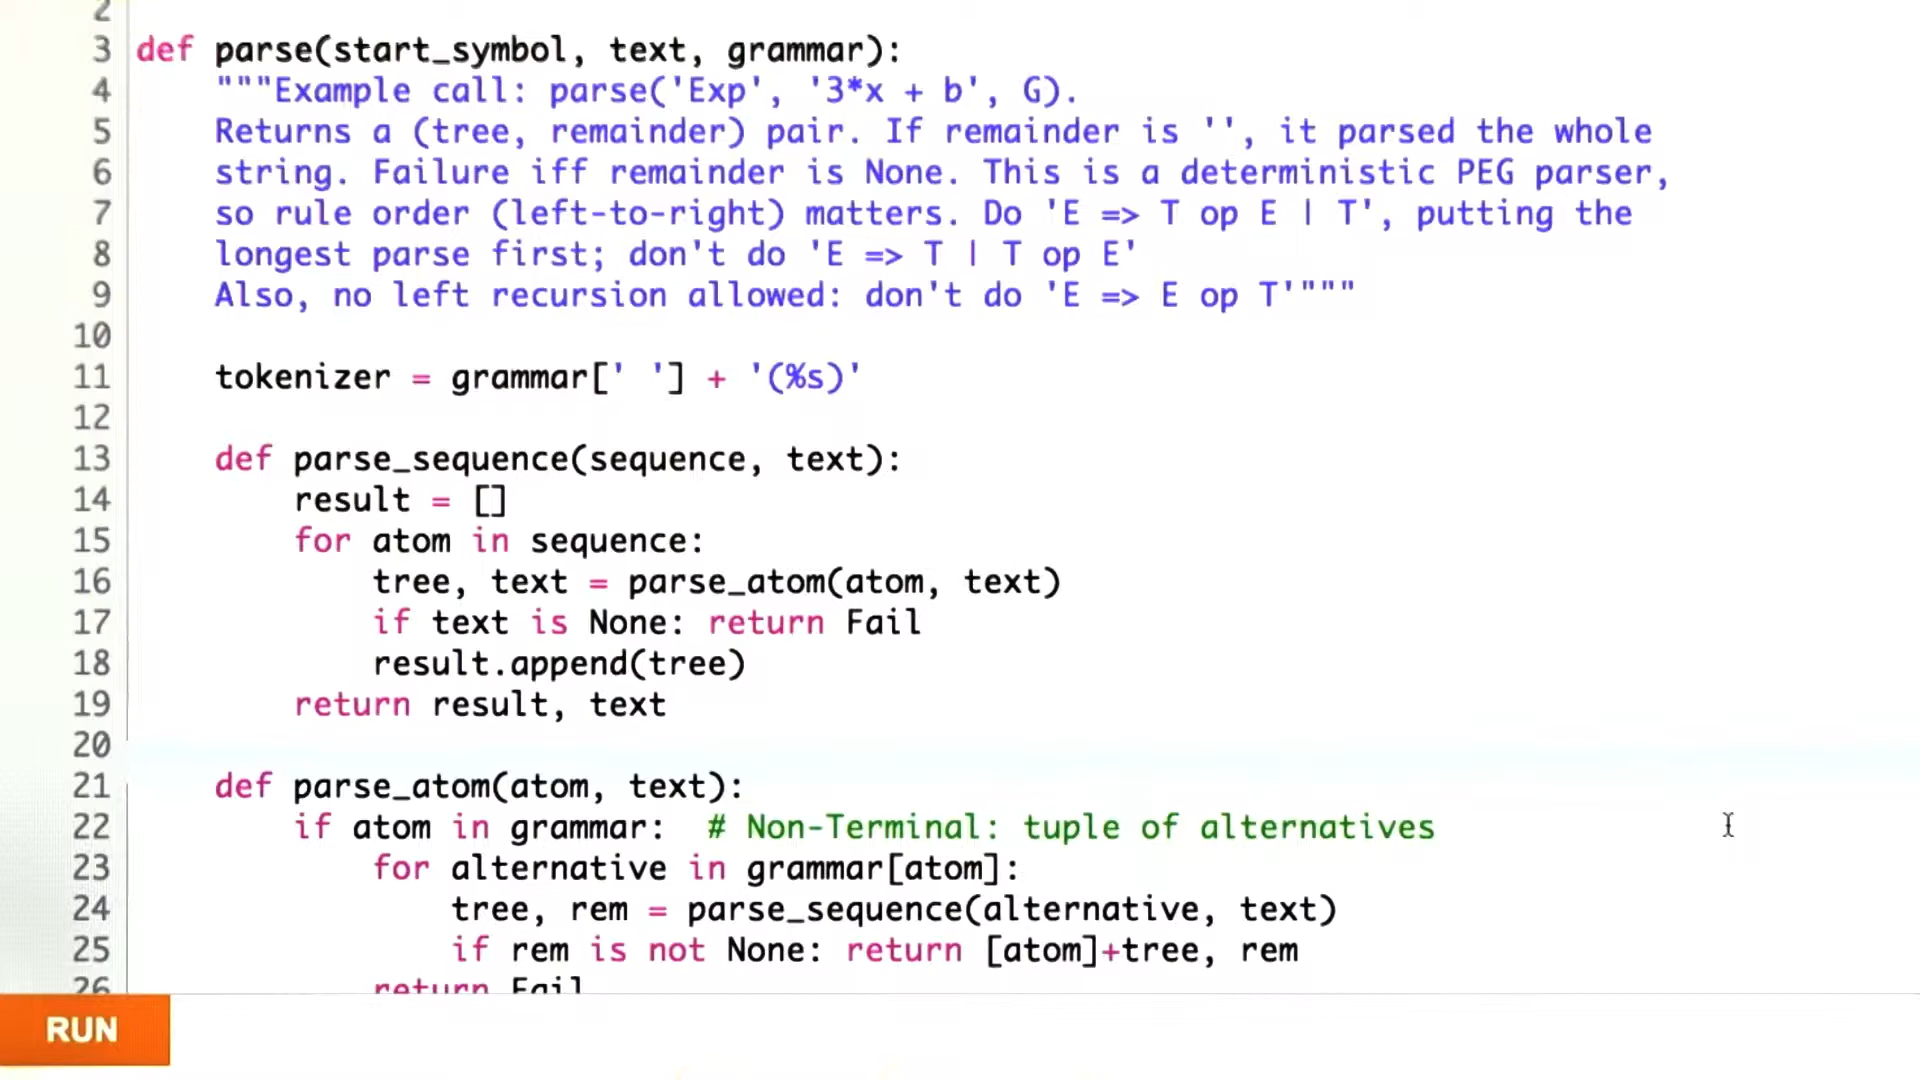 2
3 def parse(start_symbol, text, grammar):
4 """Example call: parse('Exp', '3*x + b', G).
5 Returns a (tree, remainder) pair. If remainder is '', it parsed the whole
6 string. Failure iff remainder is None. This is a deterministic PEG parser,
7 so rule order (left-to-right) matters. Do 'E => T op E | T', putting the
8 longest parse first; don't do 'E => T | T op E'
9 Also, no left recursion allowed: don't do 'E => E op T'"""
10
11 tokenizer = grammar[' '] + '(%s)'
12
13 def parse_sequence(sequence, text):
14 result = []
15 for atom in sequence:
16 tree, text = parse_atom(atom, text)
17 if text is None: return Fail
18 result.append(tree)
19 return result, text
20
21 def parse_atom(atom, text):
22 if atom in grammar: # Non-Terminal: tuple of alternatives
23 for alternative in grammar[atom]:
24 tree, rem = parse_sequence(alternative, text)
25 if rem is not None: return [atom]+tree, rem
26 return Fail
RUN